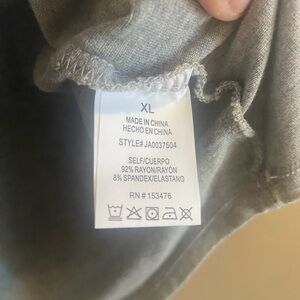 XL
MADE IN CHINA
HECHO EN CHINA
STYLE# JA0037504
SELF/CUERPO
92% RAYON/RAYÓN
8% SPANDEX/ELASTANO
RN # 153476